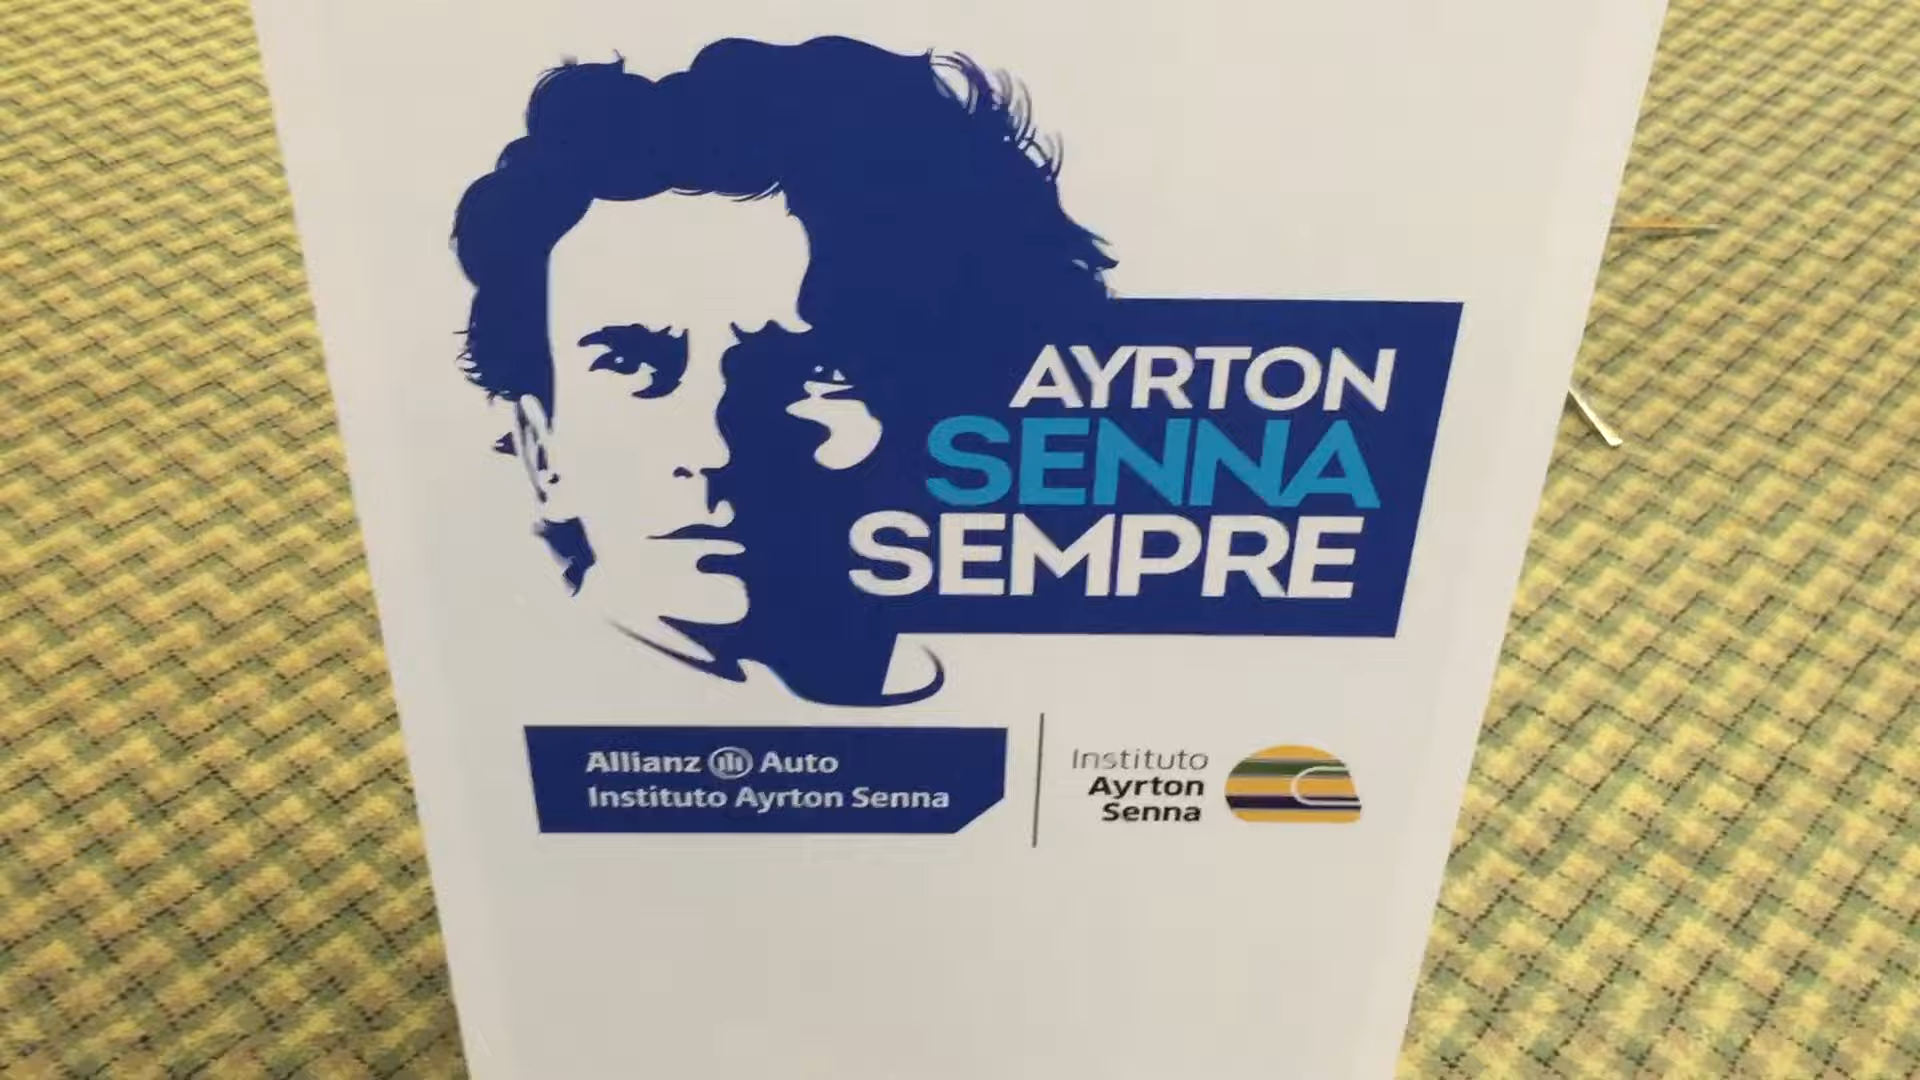 AYRTON
SENNA
SEMPRE
Allianz Auto
Instituto Ayrton Senna
Instituto
Ayrton
Senna